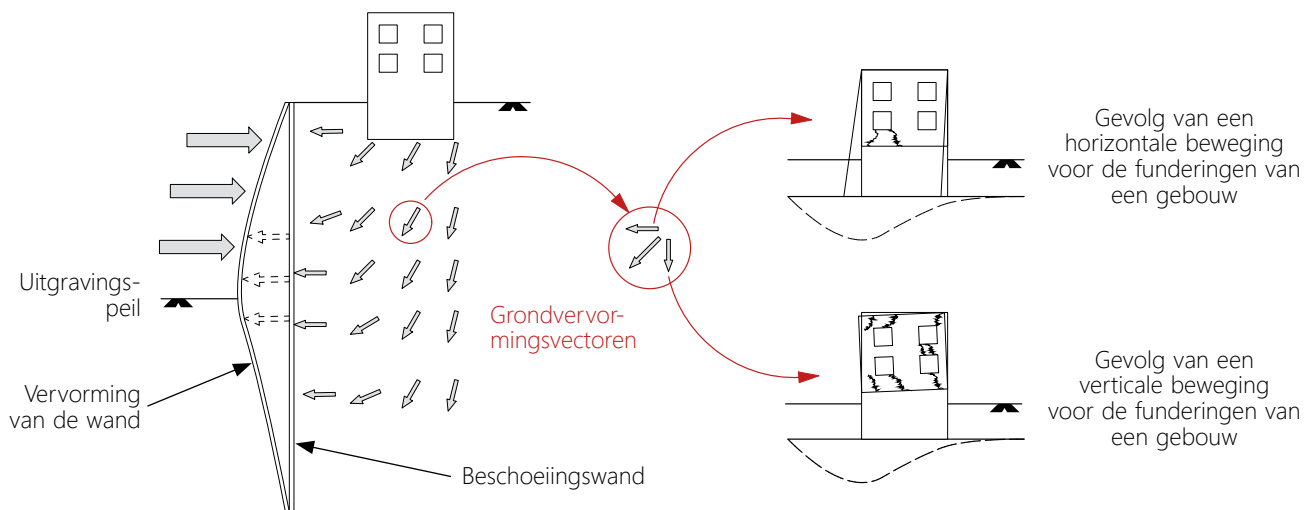 Uitgravings-
peil
Vervorming
van de wand
Beschoeiingswand
Grondvervor-
mingsvectoren
Gevolg van een
horizontale beweging
voor de funderingen van
een gebouw
Gevolg van een
verticale beweging
voor de funderingen van
een gebouw